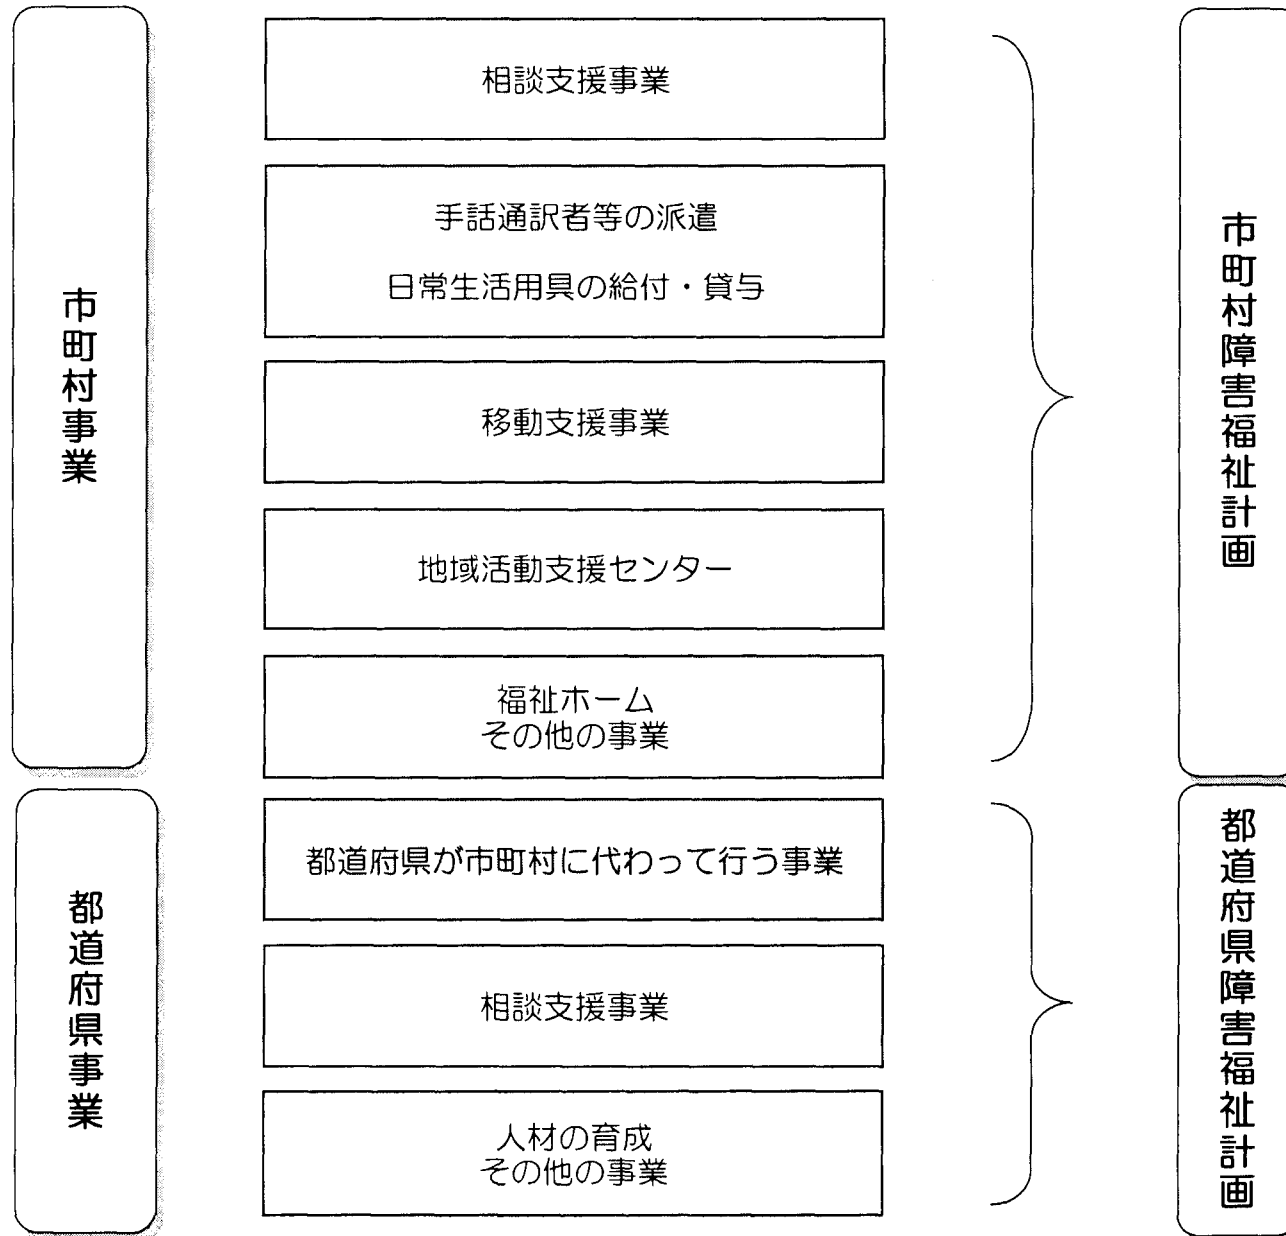 市町村事業
相談支援事業
手話通訳者等の派遣
日常生活用具の給付・貸与
移動支援事業
地域活動支援センター
福祉ホーム
その他の事業
市町村障害福祉計画
都道府県事業
都道府県が市町村に代わって行う事業
相談支援事業
人材の育成
その他の事業
都道府県障害福祉計画